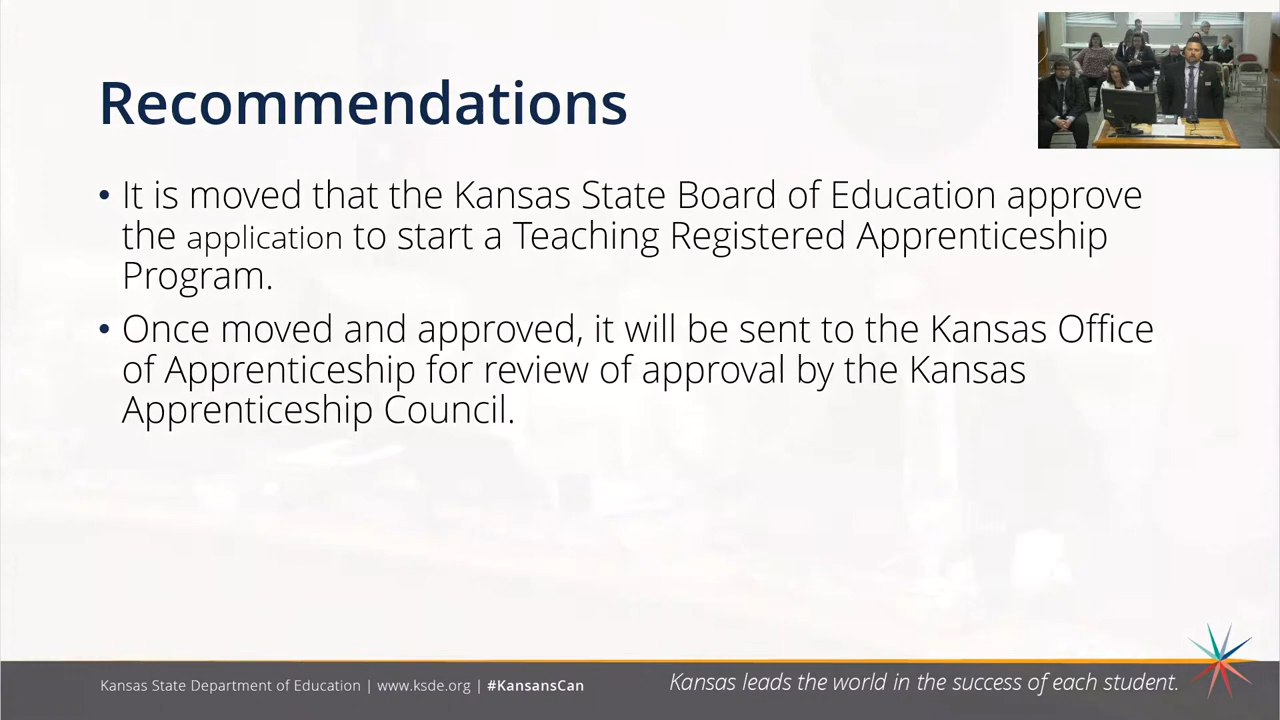 Recommendations
• It is moved that the Kansas State Board of Education approve
the application to start a Teaching Registered Apprenticeship
Program.
• Once moved and approved, it will be sent to the Kansas Office
of Apprenticeship for review of approval by the Kansas
Apprenticeship Council.
Kansas State Department of Education | www.ksde.org | #KansansCan
Kansas leads the world in the success of each student.